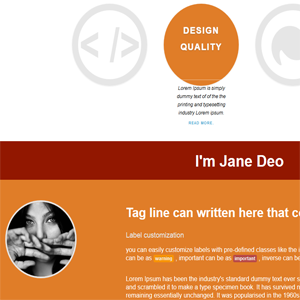 </>
DESIGN
QUALITY
Lorem Ipsum is simply
dummy text of of the the
printing and typesetting
industry Lorem Ipsum.
READ MORE
I'm Jane Deo
Tag line can written here that
Label customization
you can easily customize labels with pre-defined classes like
can be as warning , important can be as important , inverse can be
Lorem Ipsum has been the industry's standard dummy text ever
and scrambled it to make a type specimen book. It has survived
remaining essentially unchanged. It was popularised in the 1960s